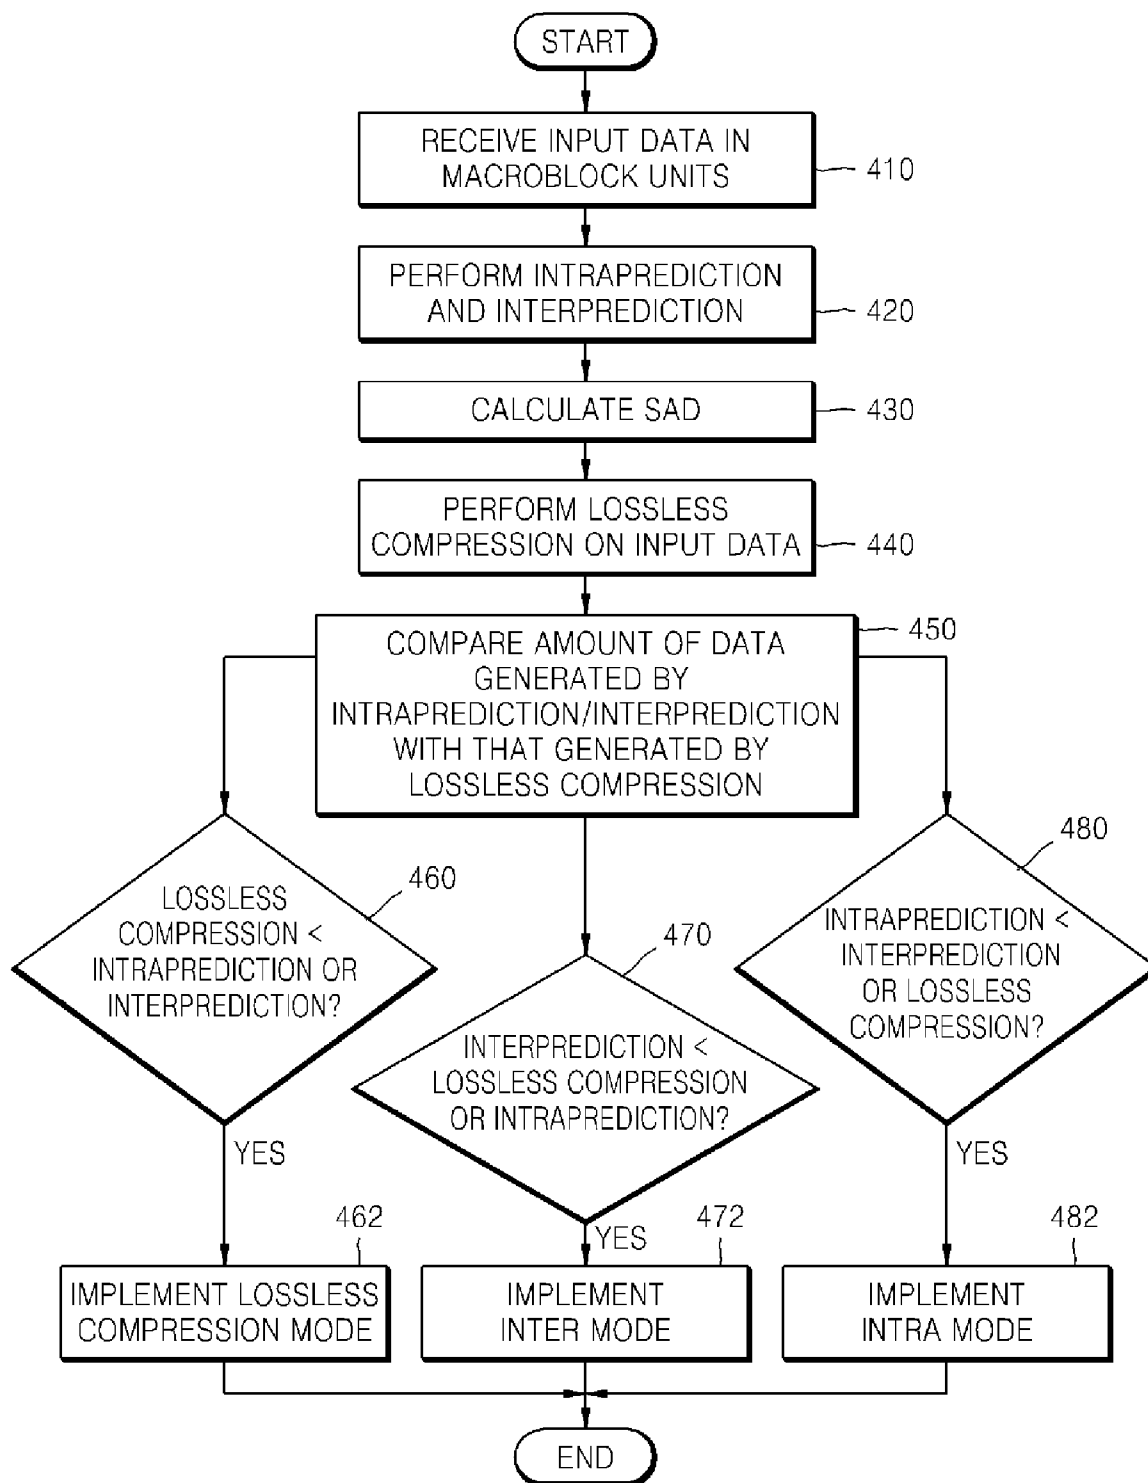 START
RECEIVE INPUT DATA IN
MACROBLOCK UNITS
410
PERFORM INTRAPREDICTION
AND INTERPREDICTION
420
CALCULATE SAD
430
PERFORM LOSSLESS
COMPRESSION ON INPUT DATA
440
COMPARE AMOUNT OF DATA
GENERATED BY
INTRAPREDICTION/INTERPREDICTION
WITH THAT GENERATED BY
LOSSLESS COMPRESSION
450
LOSSLESS
COMPRESSION <
INTRAPREDICTION OR
INTERPREDICTION?
460
INTERPREDICTION <
LOSSLESS COMPRESSION
OR INTRAPREDICTION?
470
INTRAPREDICTION <
INTERPREDICTION
OR LOSSLESS
COMPRESSION?
480
YES
YES
YES
IMPLEMENT LOSSLESS
COMPRESSION MODE
462
IMPLEMENT
INTER MODE
472
IMPLEMENT
INTRA MODE
482
END